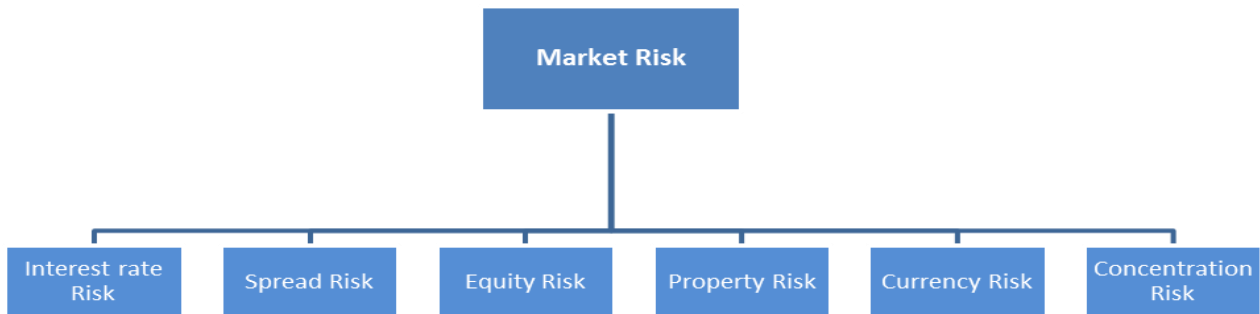 Market Risk
Interest rate
Risk
Spread Risk
Equity Risk
Property Risk
Currency Risk
Concentration
Risk